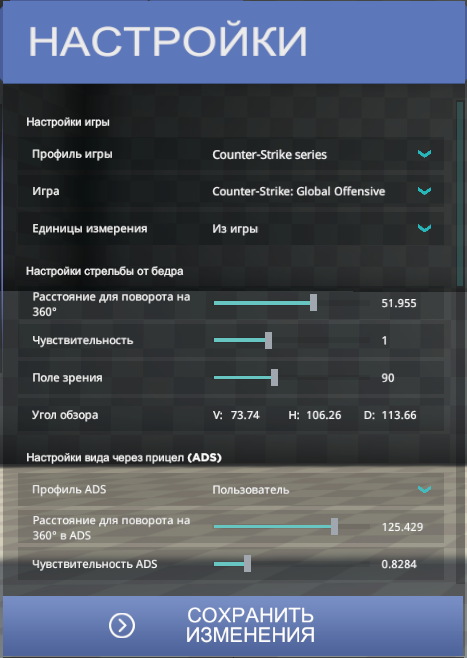 НАСТРОЙКИ
Настройки игры
Профиль игры Counter-Strike series
Игра Counter-Strike: Global Offensive
Единицы измерения Из игры
Настройки стрельбы от бедра
Расстояние для поворота на
360° 51.955
Чувствительность 1
Поле зрения 90
Угол обзора V: 73.74 H: 106.26 D: 113.66
Настройки вида через прицел (ADS)
Профиль ADS Пользователь
Расстояние для поворота на
360° в ADS 125.429
Чувствительность ADS 0.8284
СОХРАНИТЬ
ИЗМЕНЕНИЯ